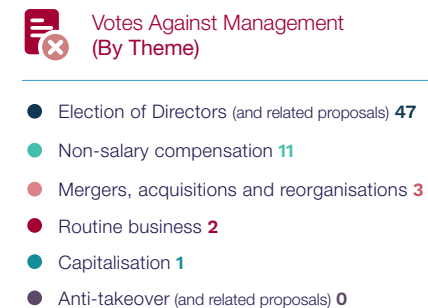 Votes Against Management
(By Theme)
Election of Directors (and related proposals) 47
Non-salary compensation 11
Mergers, acquisitions and reorganisations 3
Routine business 2
Capitalisation 1
Anti-takeover (and related proposals) 0